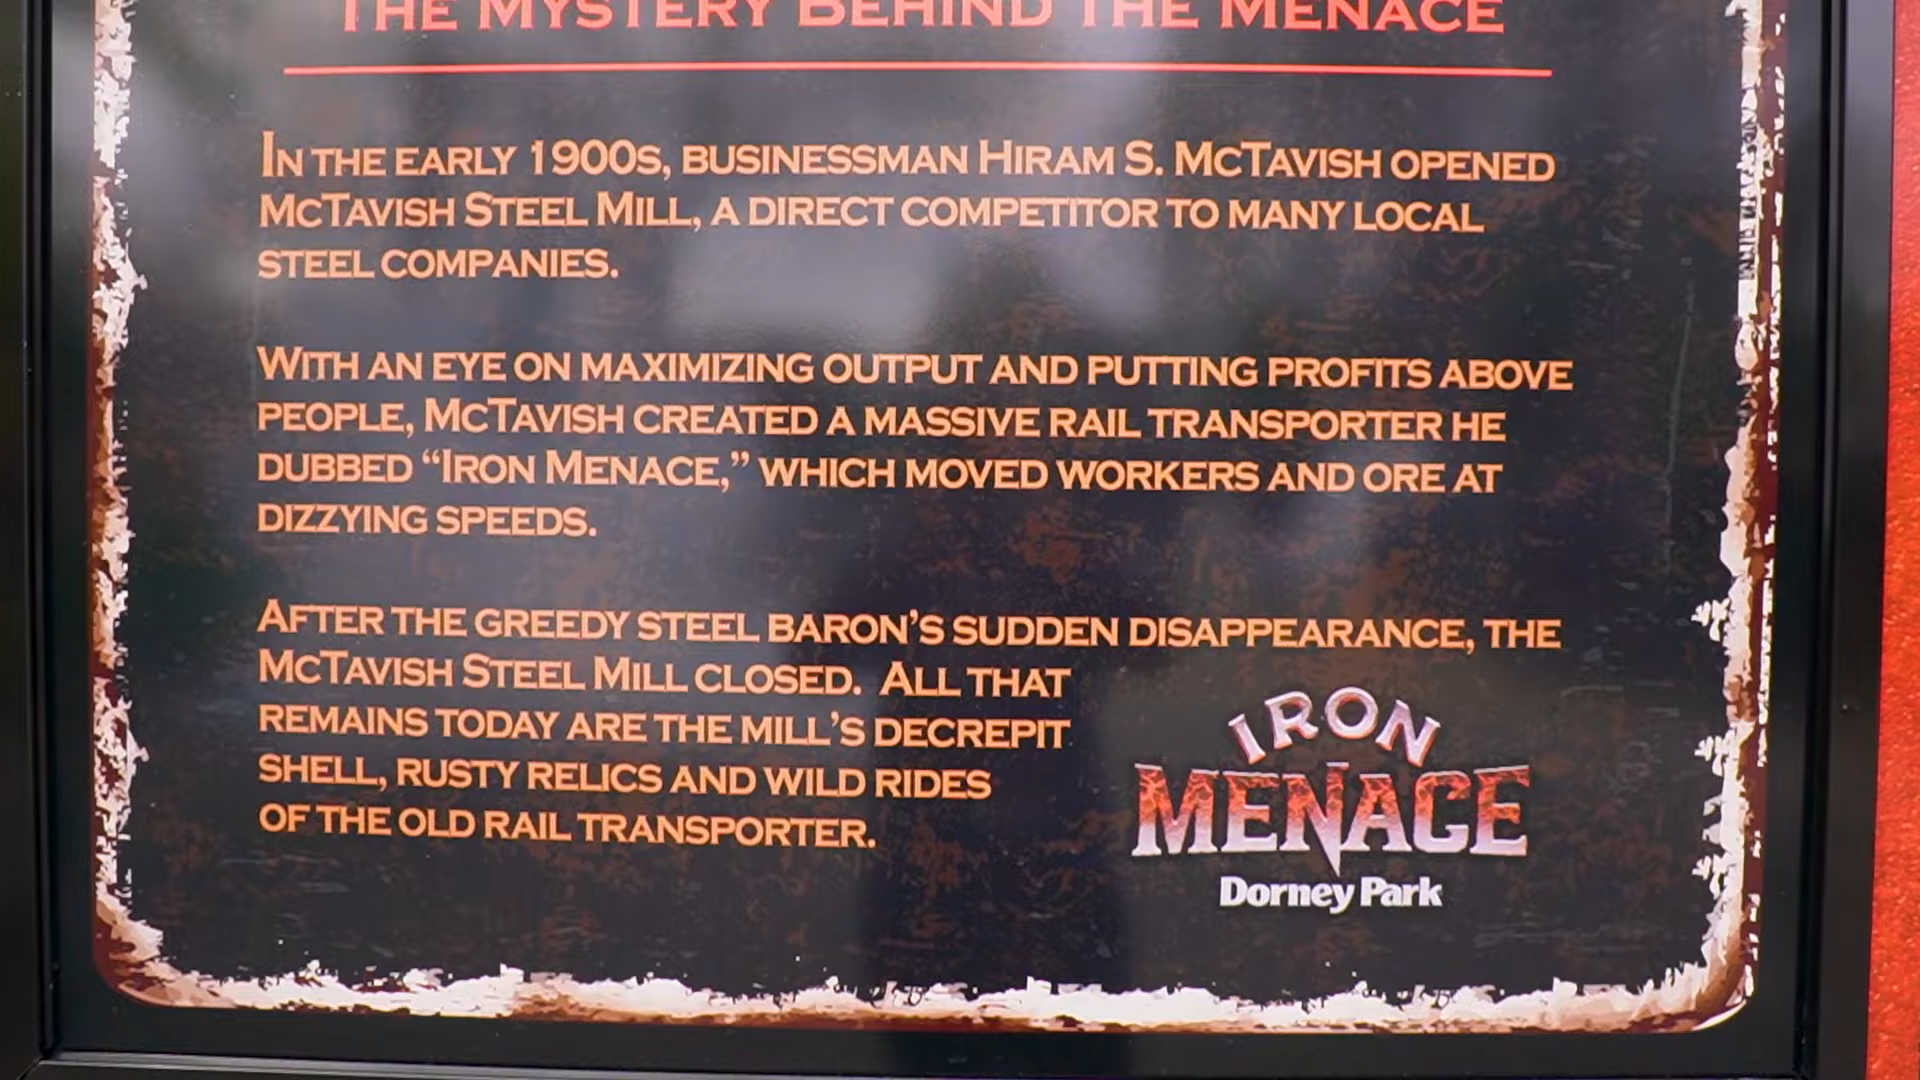 THE MYSTERY BEHIND THE MENACE
IN THE EARLY 1900S, BUSINESSMAN HIRAM S. MCTAVISH OPENED
MCTAVISH STEEL MILL, A DIRECT COMPETITOR TO MANY LOCAL
STEEL COMPANIES.
WITH AN EYE ON MAXIMIZING OUTPUT AND PUTTING PROFITS ABOVE
PEOPLE, MCTAVISH CREATED A MASSIVE RAIL TRANSPORTER HE
DUBBED “IRON MENACE,” WHICH MOVED WORKERS AND ORE AT
DIZZYING SPEEDS.
AFTER THE GREEDY STEEL BARON’S SUDDEN DISAPPEARANCE, THE
MCTAVISH STEEL MILL CLOSED. ALL THAT
REMAINS TODAY ARE THE MILL’S DECREPIT
SHELL, RUSTY RELICS AND WILD RIDES
OF THE OLD RAIL TRANSPORTER.
IRON
MENACE
Dorney Park